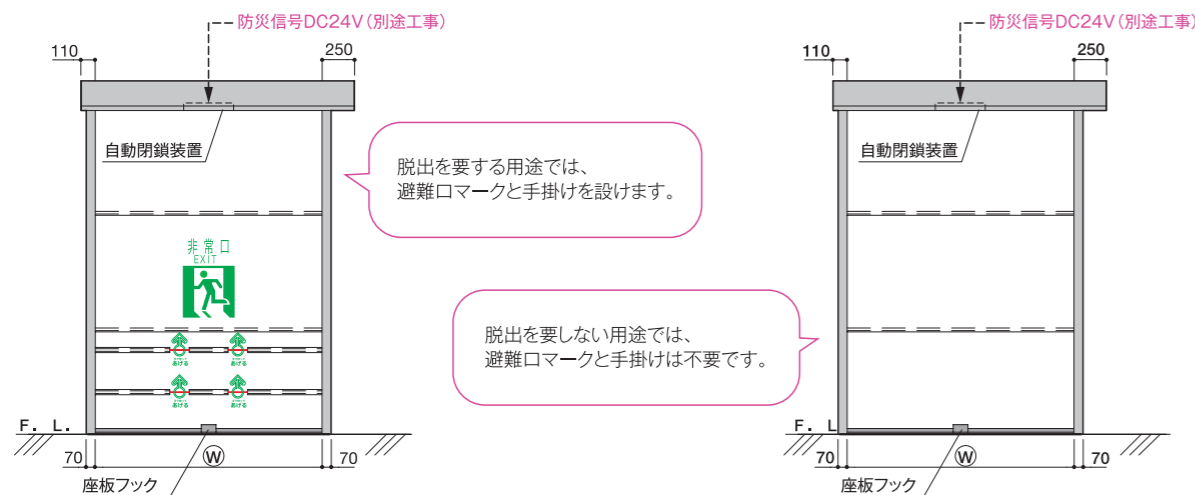 防災信号DC24V(別途工事)
110
250
自動閉鎖装置
脱出を要する用途では、
避難口マークと手掛けを設けます。
非常口
EXIT
あげる
あげる
あげる
あげる
F. L.
70
W
70
座板フック
防災信号DC24V(別途工事)
110
250
自動閉鎖装置
脱出を要しない用途では、
避難口マークと手掛けは不要です。
F. L
70
W
70
座板フック